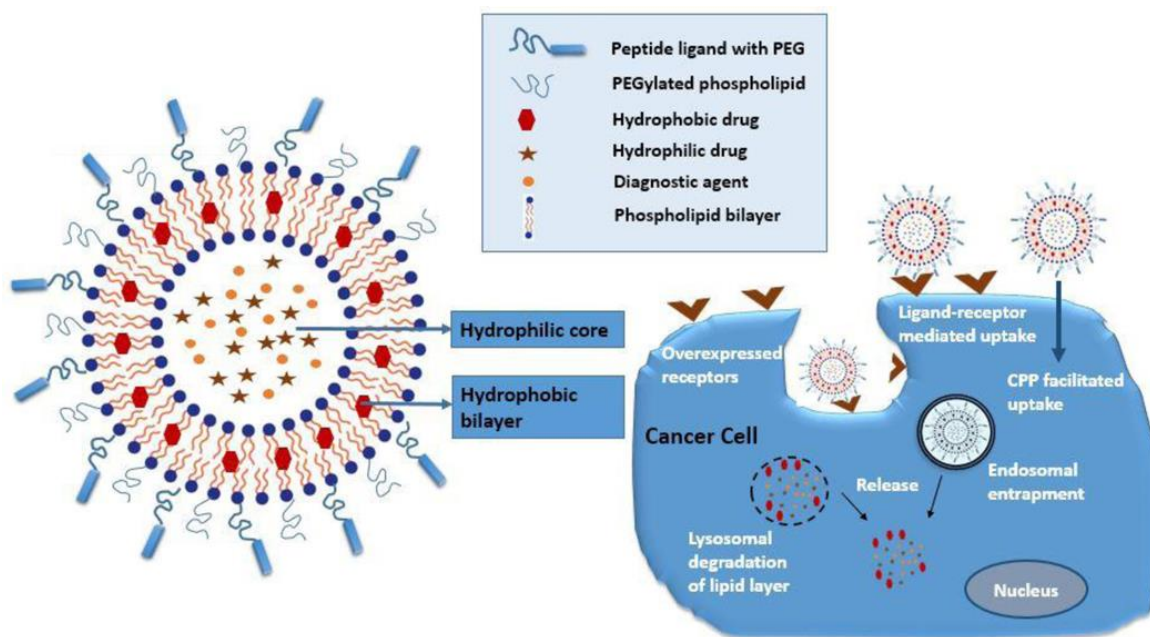 Peptide ligand with PEG
PEGylated phospholipid
Hydrophobic drug
Hydrophilic drug
Diagnostic agent
Phospholipid bilayer
Hydrophilic core
Hydrophobic
bilayer
Overexpressed
receptors
Ligand-receptor
mediated uptake
CPP facilitated
uptake
Cancer Cell
Endosomal
entrapment
Release
Lysosomal
degradation
of lipid layer
Nucleus